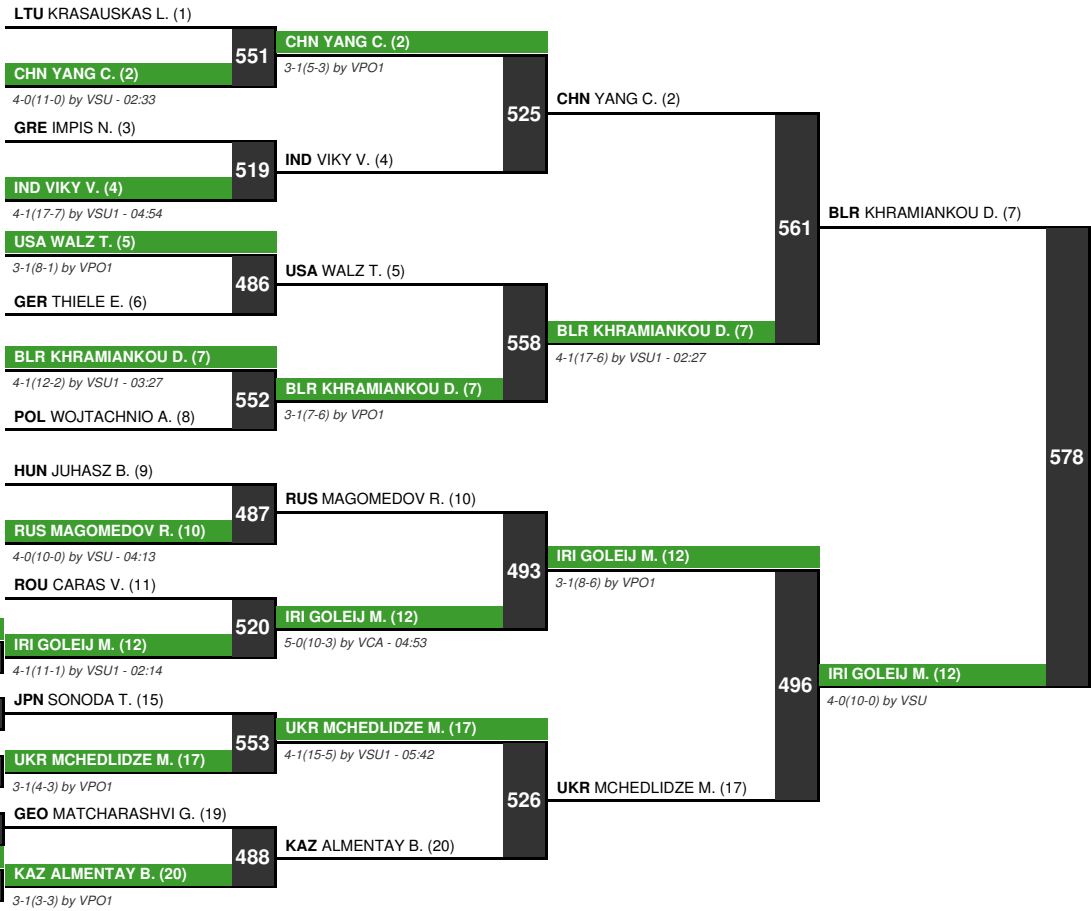 LTU KRASAUSKAS L. (1)
551
CHN YANG C. (2)
4-0(11-0) by VSU - 02:33
GRE IMPIS N. (3)
519
IND VIKY V. (4)
4-1(17-7) by VSU1 - 04:54
USA WALZ T. (5)
3-1(8-1) by VPO1
486
GER THIELE E. (6)
BLR KHRAMIANKOU D. (7)
4-1(12-2) by VSU1 - 03:27
552
POL WOJTACHNIO A. (8)
HUN JUHASZ B. (9)
487
RUS MAGOMEDOV R. (10)
4-0(10-0) by VSU - 04:13
ROU CARAS V. (11)
520
IRI GOLEIJ M. (12)
4-1(11-1) by VSU1 - 02:14
JPN SONODA T. (15)
553
UKR MCHEDLIDZE M. (17)
3-1(4-3) by VPO1
GEO MATCHARASHVI G. (19)
488
KAZ ALMENTAY B. (20)
3-1(3-3) by VPO1
CHN YANG C. (2)
3-1(5-3) by VPO1
525
IND VIKY V. (4)
USA WALZ T. (5)
558
BLR KHRAMIANKOU D. (7)
3-1(7-6) by VPO1
RUS MAGOMEDOV R. (10)
493
IRI GOLEIJ M. (12)
5-0(10-3) by VCA - 04:53
UKR MCHEDLIDZE M. (17)
4-1(15-5) by VSU1 - 05:42
526
KAZ ALMENTAY B. (20)
CHN YANG C. (2)
561
BLR KHRAMIANKOU D. (7)
4-1(17-6) by VSU1 - 02:27
IRI GOLEIJ M. (12)
3-1(8-6) by VPO1
496
UKR MCHEDLIDZE M. (17)
BLR KHRAMIANKOU D. (7)
578
IRI GOLEIJ M. (12)
4-0(10-0) by VSU